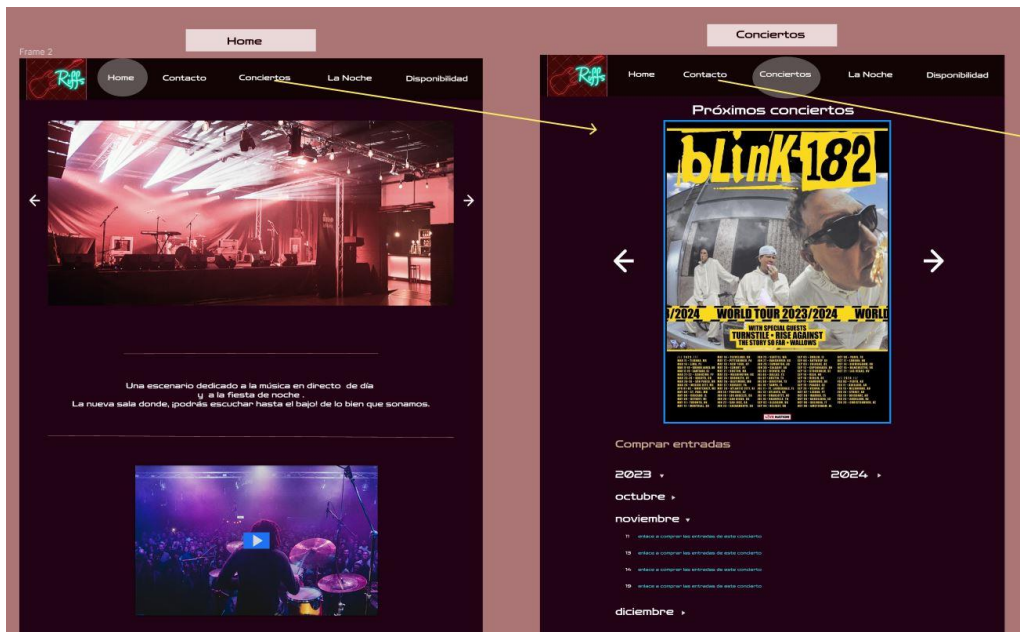 Home
Conciertos
Frame 2
Riffs
Home
Contacto
Conciertos
La Noche
Disponibilidad
Una escenario dedicado a la música en directo de día
y a la fiesta de noche .
La nueva sala donde, ¡podrás escuchar hasta el bajo! de lo bien que sonamos.
Riffs
Home
Contacto
Conciertos
La Noche
Disponibilidad
Próximos conciertos
blink-182
/2024 WORLD TOUR 2023/2024 WORLD
WITH SPECIAL GUESTS
TURNSTILE • RISE AGAINST
THE STORY SO FAR • WALLOWS
LIVE NATION
Comprar entradas
2023
2024
octubre
noviembre
11 enlace a comprar las entradas de este concierto
13 enlace a comprar las entradas de este concierto
14 enlace a comprar las entradas de este concierto
19 enlace a comprar las entradas de este concierto
diciembre